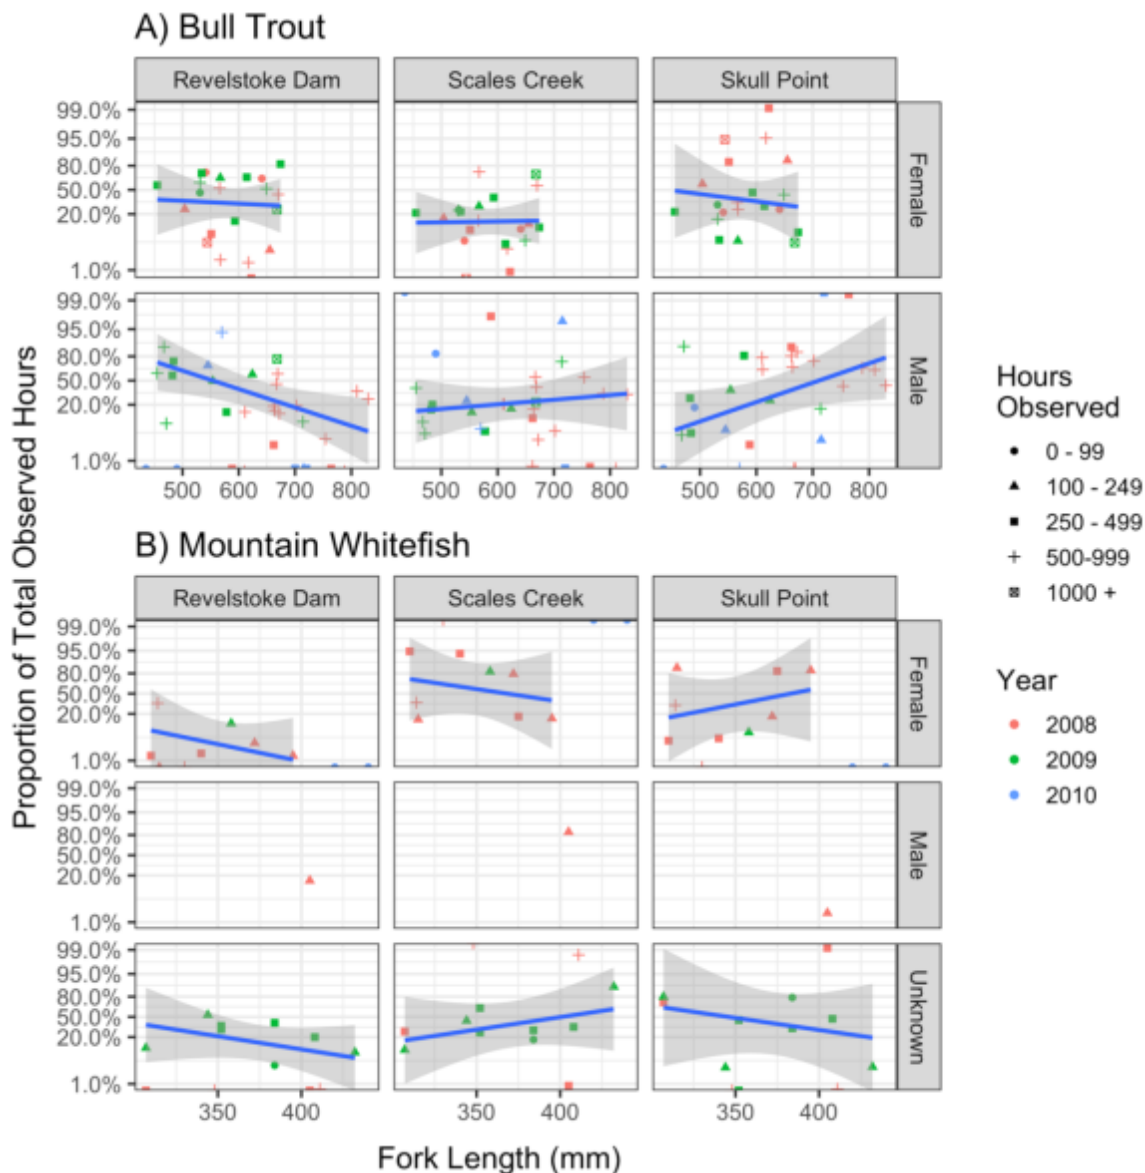 A) Bull Trout
Revelstoke Dam
Scales Creek
Skull Point
99.0%
95.0%
80.0%
50.0%
20.0%
1.0%
Female
99.0%
95.0%
80.0%
50.0%
20.0%
1.0%
Male
500 600 700 800
500 600 700 800
500 600 700 800
B) Mountain Whitefish
Revelstoke Dam
Scales Creek
Skull Point
99.0%
95.0%
80.0%
50.0%
20.0%
1.0%
Female
99.0%
95.0%
80.0%
50.0%
20.0%
1.0%
Male
99.0%
95.0%
80.0%
50.0%
20.0%
1.0%
Unknown
350 400
350 400
350 400
Fork Length (mm)
Proportion of Total Observed Hours
Hours
Observed
0 - 99
100 - 249
250 - 499
500-999
1000 +
Year
2008
2009
2010